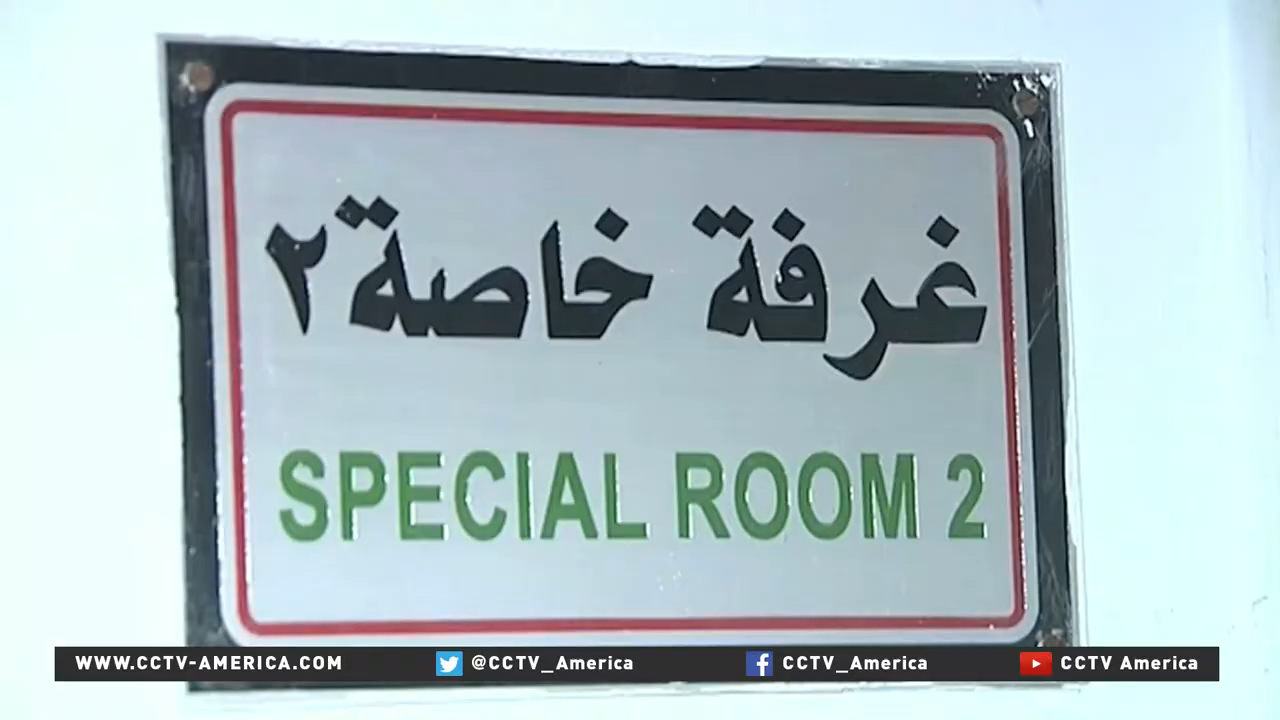 غرفة خاصة ٢
SPECIAL ROOM 2
WWW.CCTV-AMERICA.COM @CCTV_America CCTV_America CCTV America